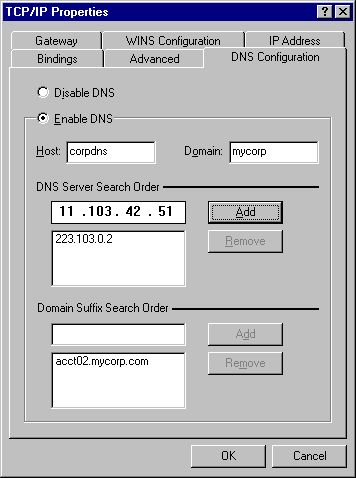 TCP/IP Properties
Gateway WINS Configuration IP Address
Bindings Advanced DNS Configuration
Disable DNS
Enable DNS
Host: corpdns Domain: mycorp
DNS Server Search Order
11 .103 . 42 . 51 Add
223.103.0.2 Remove
Domain Suffix Search Order
Add
acct02.mycorp.com Remove
OK Cancel